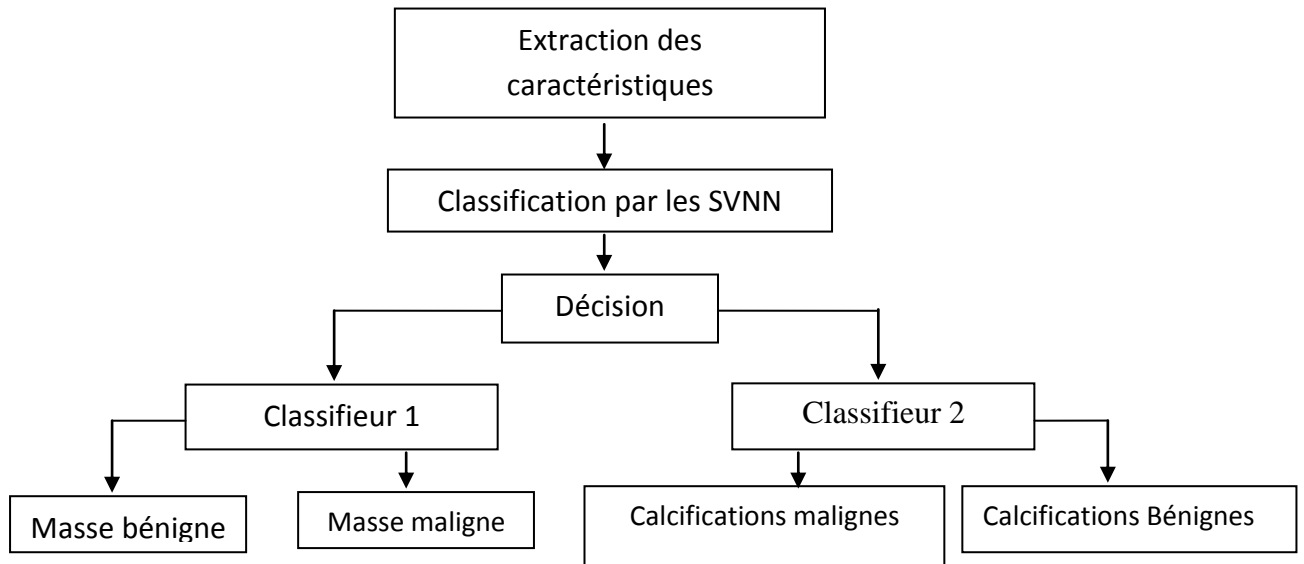 Extraction des
caractéristiques
Classification par les SVNN
Décision
Classifieur 1
Classifieur 2
Masse bénigne
Masse maligne
Calcifications malignes
Calcifications Bénignes